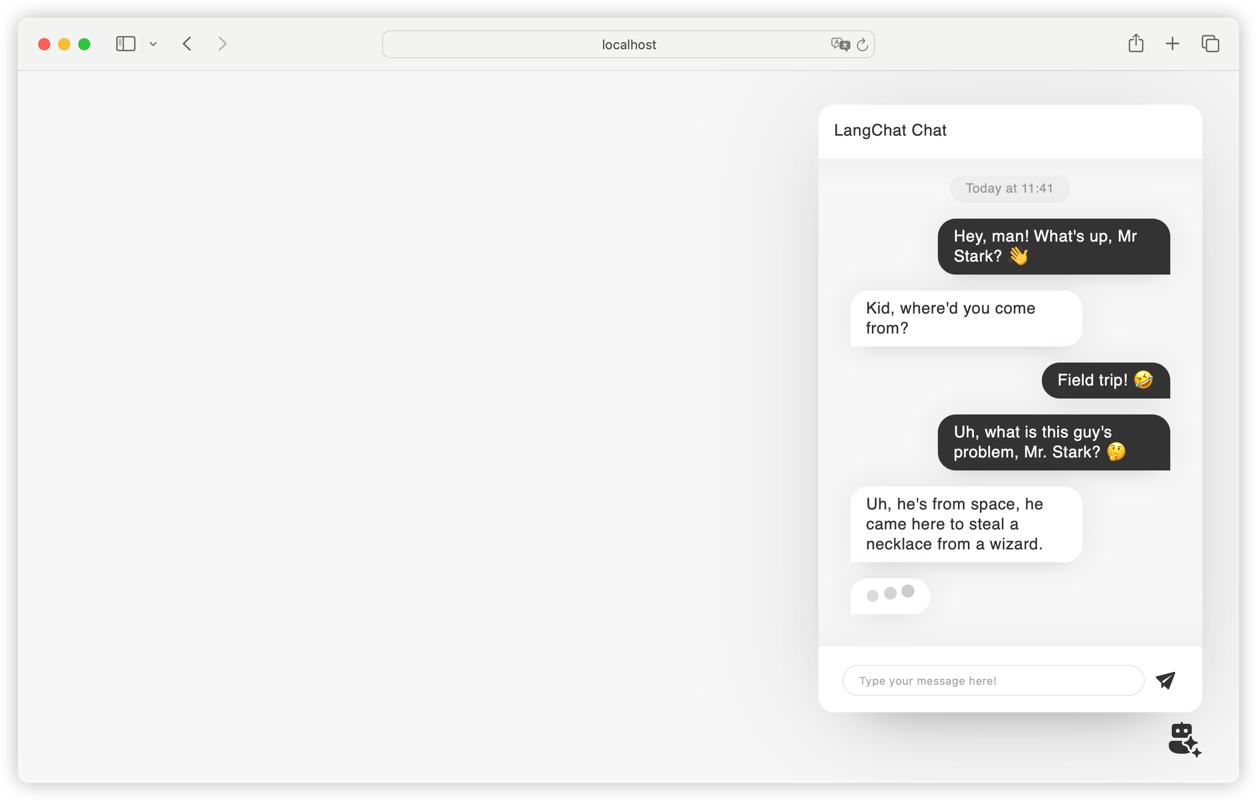 localhost
LangChat Chat
Today at 11:41
Hey, man! What's up, Mr
Stark? 👋
Kid, where'd you come
from?
Field trip! 🤣
Uh, what is this guy's
problem, Mr. Stark? 🤔
Uh, he's from space, he
came here to steal a
necklace from a wizard.
Type your message here!